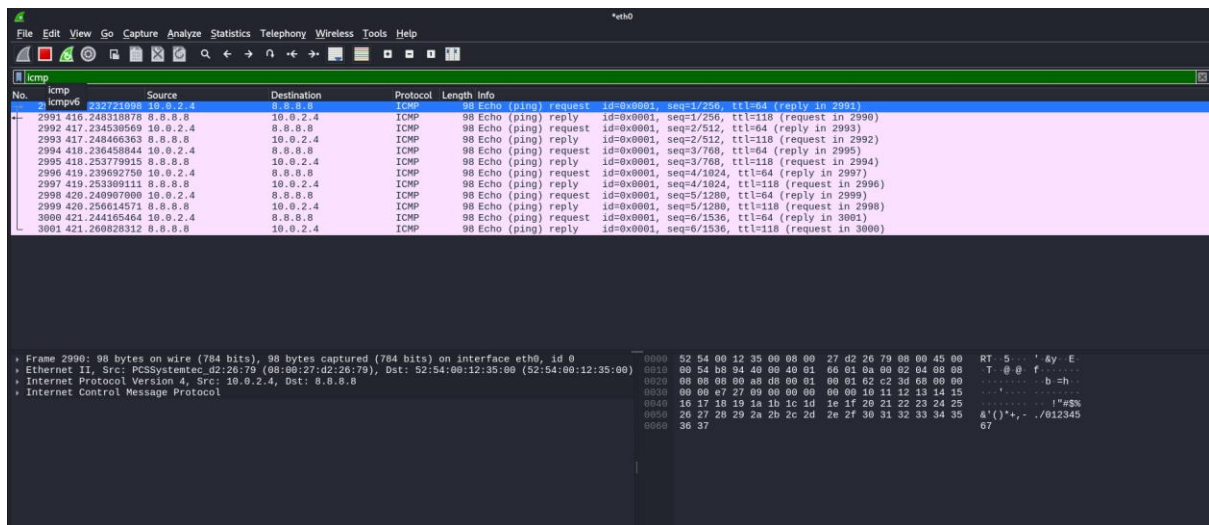 *eth0
File Edit View Go Capture Analyze Statistics Telephony Wireless Tools Help
icmp
icmp
icmpv6
No. Source Destination Protocol Length Info
232721098 10.0.2.4 8.8.8.8 ICMP 98 Echo (ping) request id=0x0001, seq=1/256, ttl=64 (reply in 2991)
2991 416.248318878 8.8.8.8 10.0.2.4 ICMP 98 Echo (ping) reply id=0x0001, seq=1/256, ttl=118 (request in 2990)
2992 417.234530569 10.0.2.4 8.8.8.8 ICMP 98 Echo (ping) request id=0x0001, seq=2/512, ttl=64 (reply in 2993)
2993 417.248466363 8.8.8.8 10.0.2.4 ICMP 98 Echo (ping) reply id=0x0001, seq=2/512, ttl=118 (request in 2992)
2994 418.236458844 10.0.2.4 8.8.8.8 ICMP 98 Echo (ping) request id=0x0001, seq=3/768, ttl=64 (reply in 2995)
2995 418.253779915 8.8.8.8 10.0.2.4 ICMP 98 Echo (ping) reply id=0x0001, seq=3/768, ttl=118 (request in 2994)
2996 419.239692750 10.0.2.4 8.8.8.8 ICMP 98 Echo (ping) request id=0x0001, seq=4/1024, ttl=64 (reply in 2997)
2997 419.253309111 8.8.8.8 10.0.2.4 ICMP 98 Echo (ping) reply id=0x0001, seq=4/1024, ttl=118 (request in 2996)
2998 420.240907000 10.0.2.4 8.8.8.8 ICMP 98 Echo (ping) request id=0x0001, seq=5/1280, ttl=64 (reply in 2999)
2999 420.256614571 8.8.8.8 10.0.2.4 ICMP 98 Echo (ping) reply id=0x0001, seq=5/1280, ttl=118 (request in 2998)
3000 421.244165464 10.0.2.4 8.8.8.8 ICMP 98 Echo (ping) request id=0x0001, seq=6/1536, ttl=64 (reply in 3001)
3001 421.260828312 8.8.8.8 10.0.2.4 ICMP 98 Echo (ping) reply id=0x0001, seq=6/1536, ttl=118 (request in 3000)
Frame 2990: 98 bytes on wire (784 bits), 98 bytes captured (784 bits) on interface eth0, id 0
Ethernet II, Src: PCSSystemtec_d2:26:79 (08:00:27:d2:26:79), Dst: 52:54:00:12:35:00 (52:54:00:12:35:00)
Internet Protocol Version 4, Src: 10.0.2.4, Dst: 8.8.8.8
Internet Control Message Protocol
0000 52 54 00 12 35 00 08 00 27 d2 26 79 08 00 45 00 RT··5···'·&y··E·
0010 00 54 b8 94 40 00 40 01 66 01 0a 00 02 04 08 08 ·T··@·@·f·······
0020 08 08 08 00 a8 d8 00 01 00 01 62 c2 3d 68 00 00 ··········b·=h··
0030 00 00 e7 27 09 00 00 00 00 00 10 11 12 13 14 15 ···'············
0040 16 17 18 19 1a 1b 1c 1d 1e 1f 20 21 22 23 24 25 ·········· !"#$%
0050 26 27 28 29 2a 2b 2c 2d 2e 2f 30 31 32 33 34 35 &'()*+,-./012345
0060 36 37 67